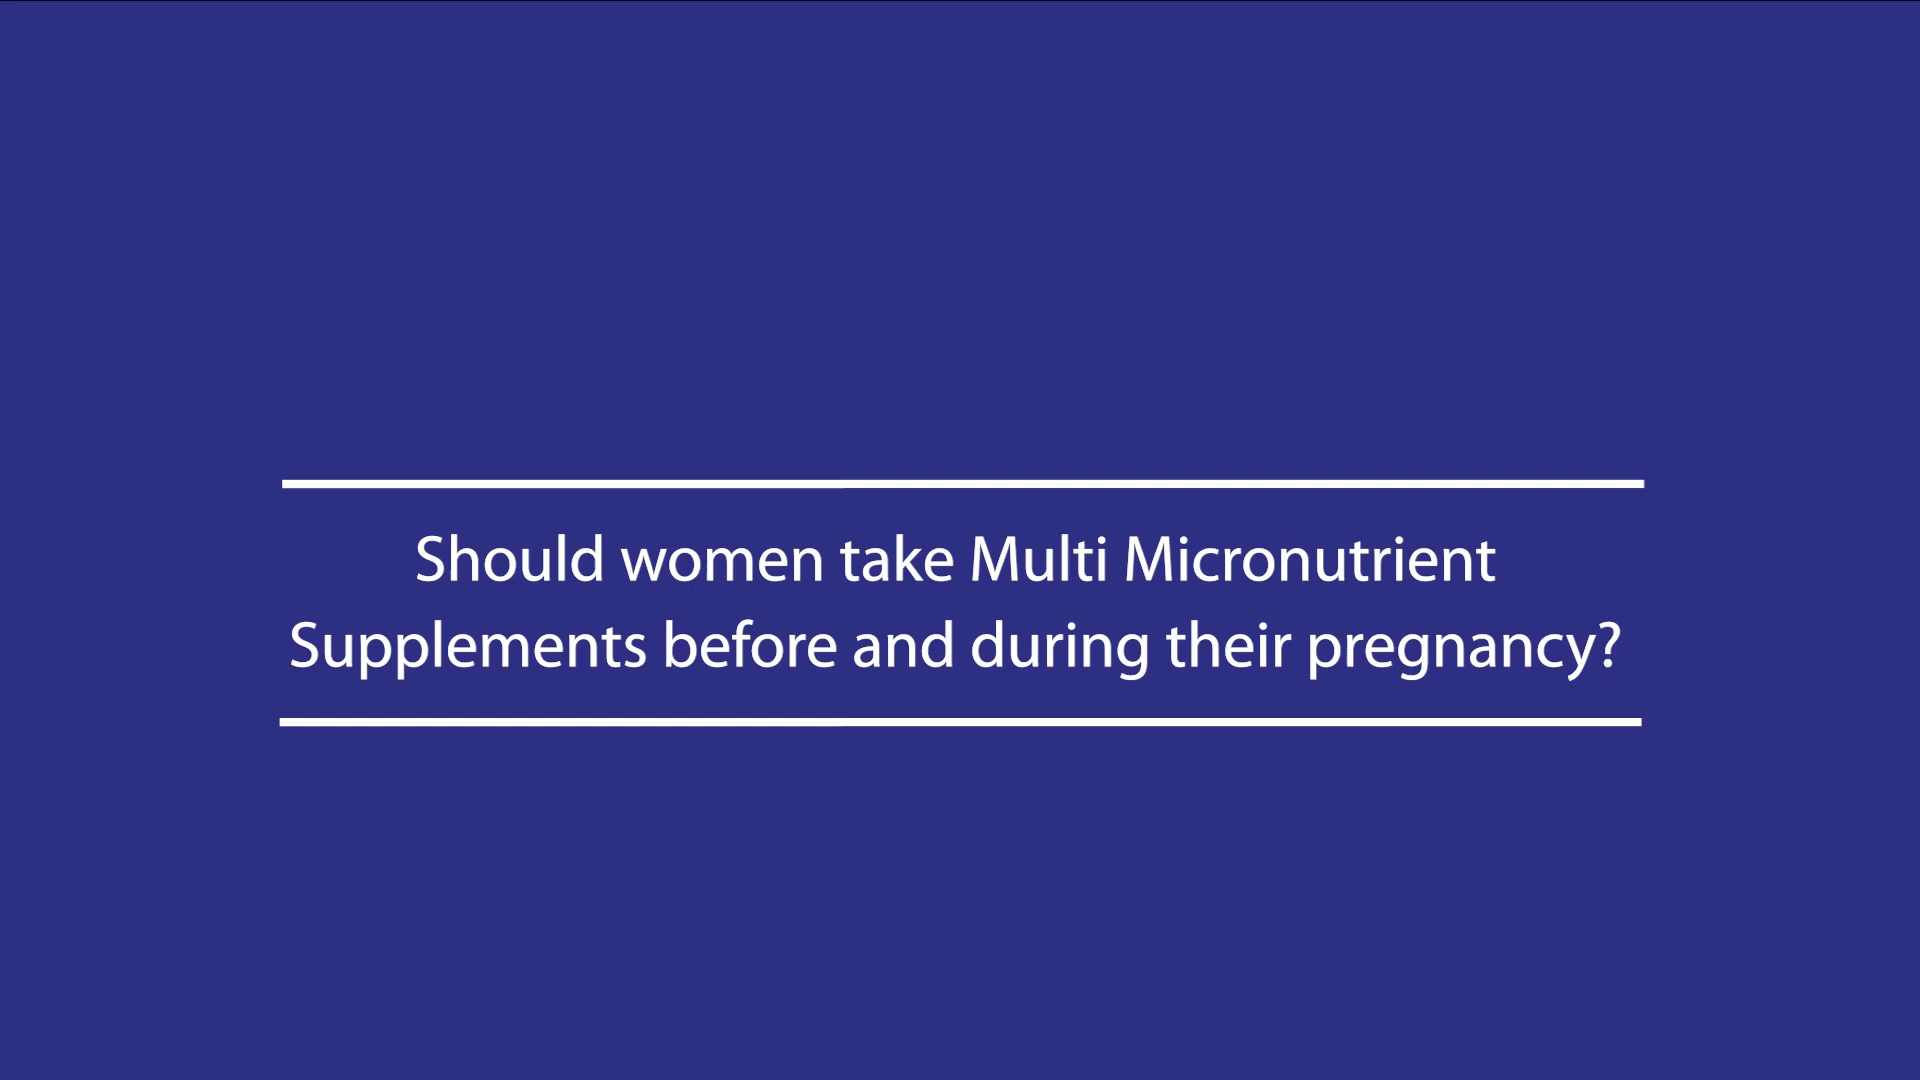 Should women take Multi Micronutrient
Supplements before and during their pregnancy?